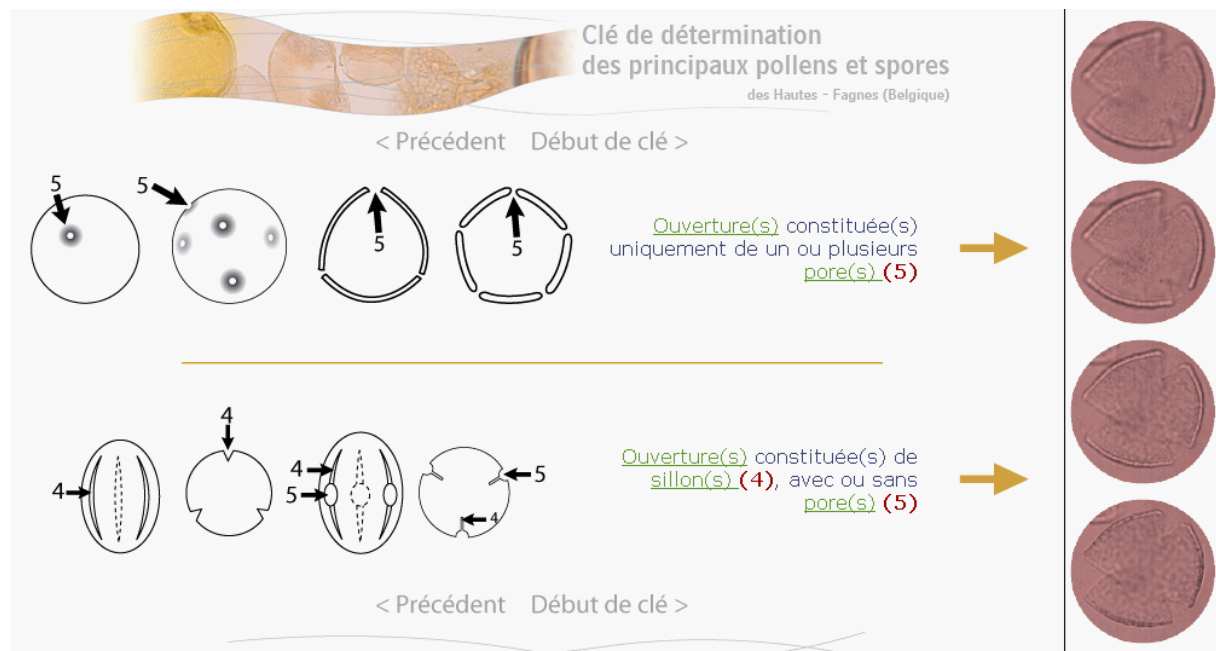 Clé de détermination
des principaux pollens et spores
des Hautes - Fagnes (Belgique)
< Précédent Début de clé >
5 5 5 5
Ouverture(s) constituée(s)
uniquement de un ou plusieurs
pore(s) (5)
4 4 4 5 5 4
Ouverture(s) constituée(s) de
sillon(s) (4), avec ou sans
pore(s) (5)
< Précédent Début de clé >